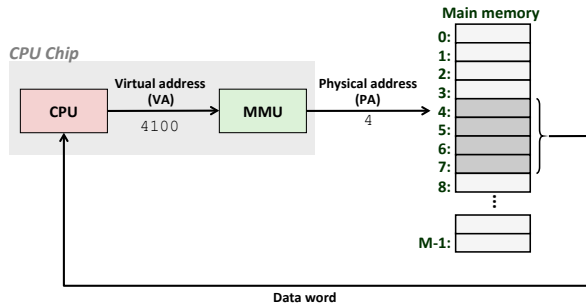 Main memory
CPU Chip
0:
1:
2:
3:
4:
5:
6:
7:
8:
...
M-1:
Virtual address
(VA)
4100
Physical address
(PA)
4
CPU
MMU
Data word